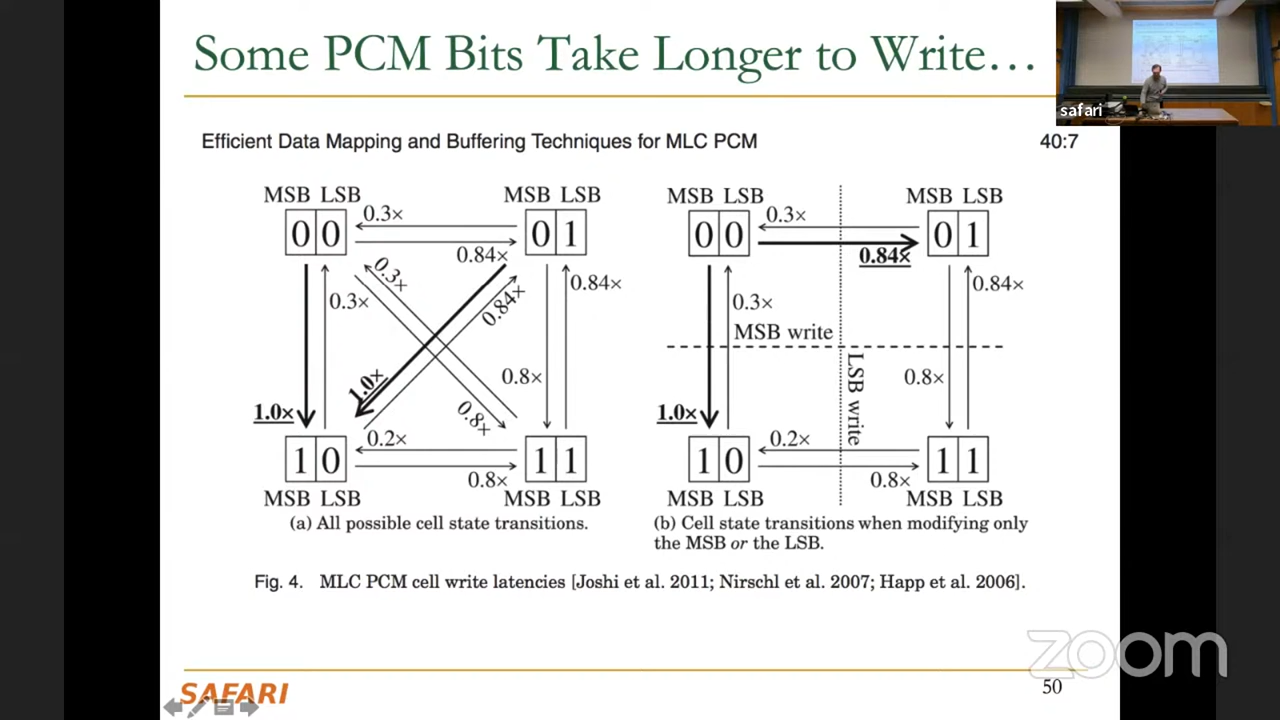 Some PCM Bits Take Longer to Write…
safari
Efficient Data Mapping and Buffering Techniques for MLC PCM 40:7
MSB LSB MSB LSB
0 0 0.3× 0 1
0.84×
0.3× 0.3× 0.84× 0.84×
1.0× 1.0× 0.8× 0.8×
1 0 0.2× 1 1
0.8×
MSB LSB MSB LSB
(a) All possible cell state transitions.
MSB LSB MSB LSB
0 0 0.3× 0 1
0.84×
0.3× 0.84×
MSB write
LSB write
1.0× 0.8×
1 0 0.2× 1 1
0.8×
MSB LSB MSB LSB
(b) Cell state transitions when modifying only
the MSB or the LSB.
Fig. 4. MLC PCM cell write latencies [Joshi et al. 2011; Nirschl et al. 2007; Happ et al. 2006].
zoom
SAFARI
50